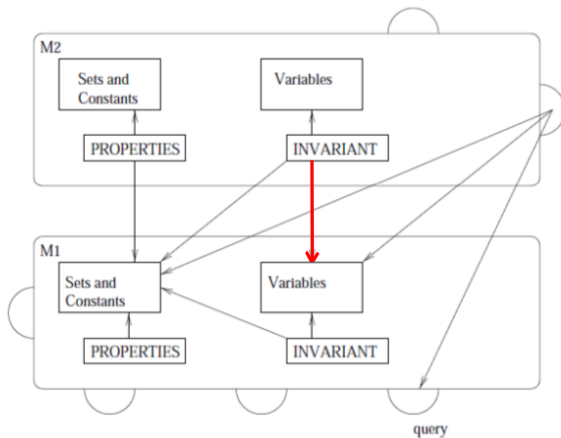 M2
Sets and
Constants
Variables
PROPERTIES
INVARIANT
M1
Sets and
Constants
Variables
PROPERTIES
INVARIANT
query